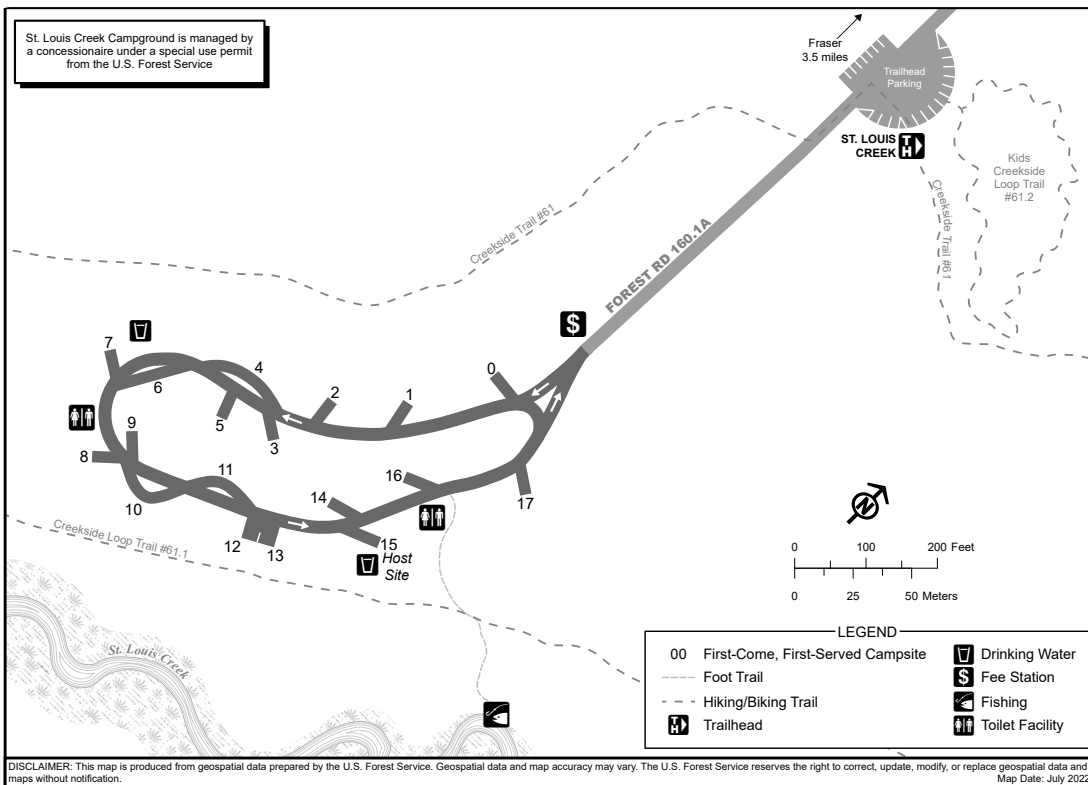 St. Louis Creek Campground is managed by
a concessionaire under a special use permit
from the U.S. Forest Service
Fraser
3.5 miles
Trailhead
Parking
ST. LOUIS
CREEK
TH
Kids
Creekside
Loop Trail
#61.2
Creekside Trail #61
Creekside Trail #61
FOREST RD 160.1A
$
7
6
4
5
3
2
1
0
9
8
10
11
12
13
14
15
Host
Site
16
17
Creekside Loop Trail #61.1
St. Louis Creek
N
0 100 200 Feet
0 25 50 Meters
LEGEND
00 First-Come, First-Served Campsite
Foot Trail
Hiking/Biking Trail
TH Trailhead
Drinking Water
$ Fee Station
Fishing
Toilet Facility
DISCLAIMER: This map is produced from geospatial data prepared by the U.S. Forest Service. Geospatial data and map accuracy may vary. The U.S. Forest Service reserves the right to correct, update, modify, or replace geospatial data and
maps without notification.
Map Date: July 2022